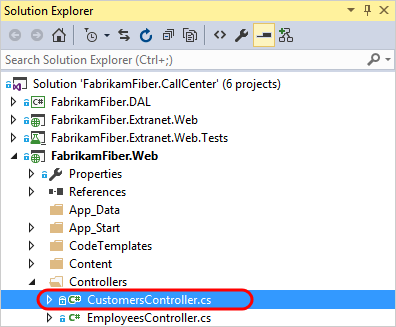 Solution Explorer
Search Solution Explorer (Ctrl+;)
Solution 'FabrikamFiber.CallCenter' (6 projects)
FabrikamFiber.DAL
FabrikamFiber.Extranet.Web
FabrikamFiber.Extranet.Web.Tests
FabrikamFiber.Web
Properties
References
App_Data
App_Start
CodeTemplates
Content
Controllers
C# CustomersController.cs
C# EmployeesController.cs